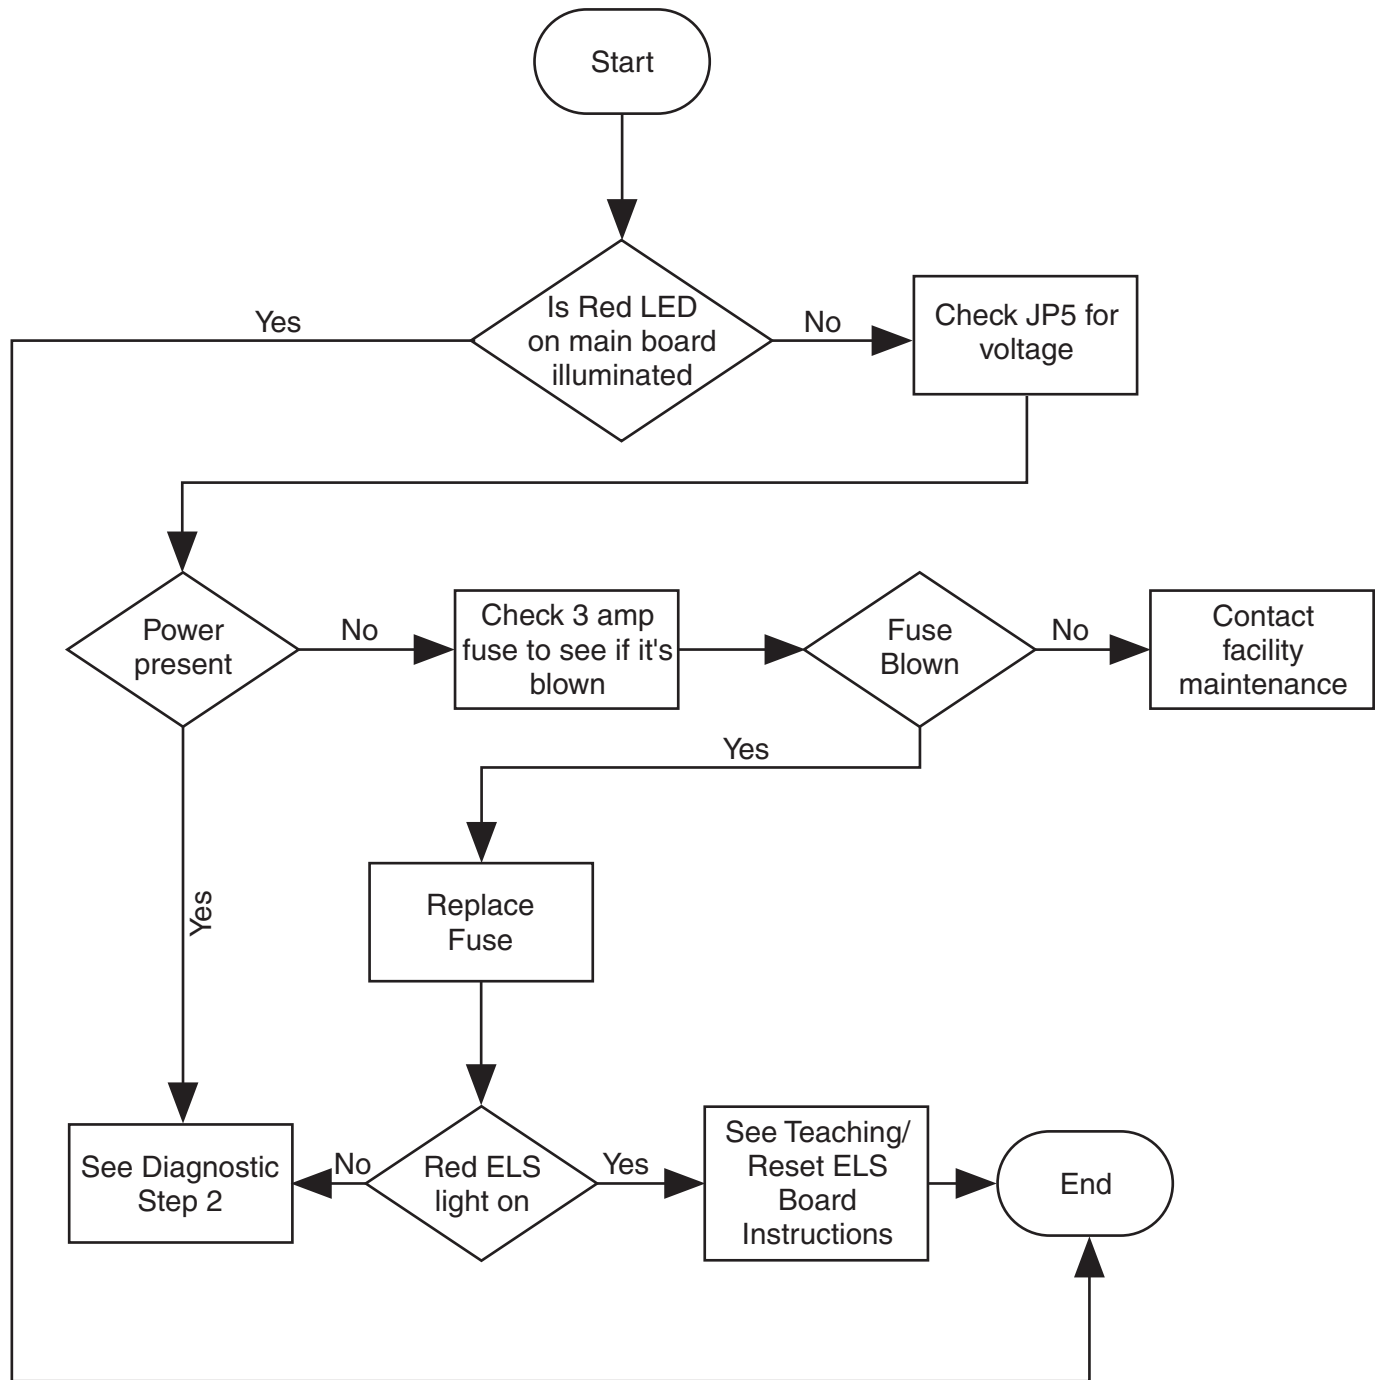 Start
Is Red LED
on main board
illuminated
Yes
No
Check JP5 for
voltage
Power
present
No
Check 3 amp
fuse to see if it's
blown
Fuse
Blown
No
Contact
facility
maintenance
Yes
Yes
Replace
Fuse
See Diagnostic
Step 2
No
Red ELS
light on
Yes
See Teaching/
Reset ELS
Board
Instructions
End